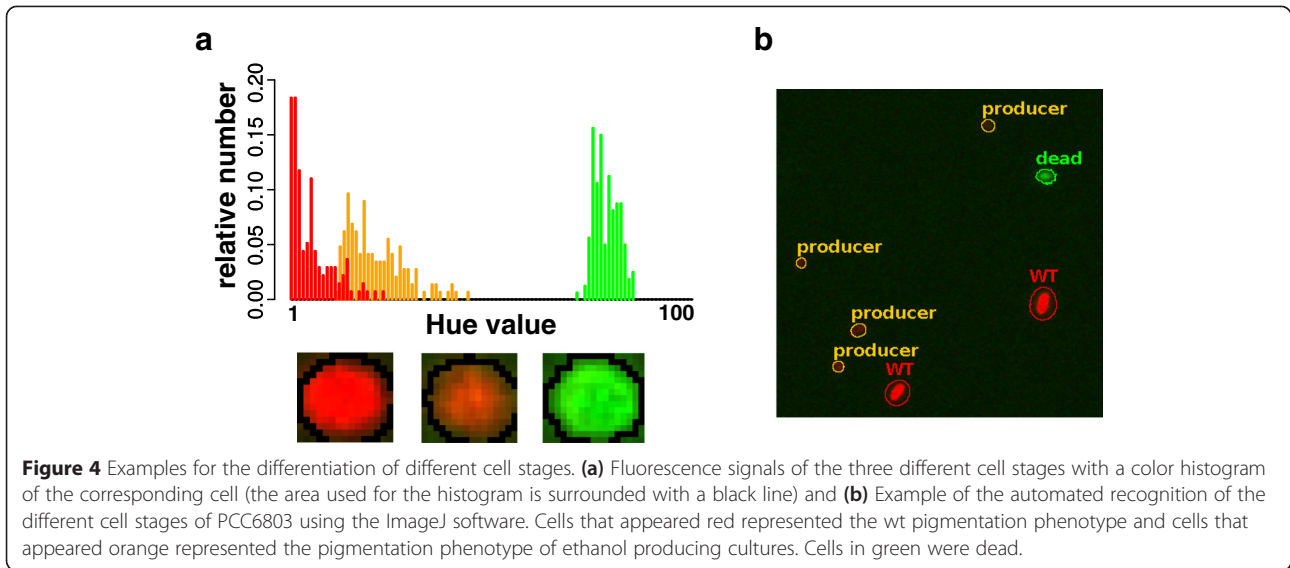 a
b
relative number
0.00 0.05 0.10 0.15 0.20
1
100
Hue value
producer
dead
producer
WT
producer
producer
WT
Figure 4 Examples for the differentiation of different cell stages. (a) Fluorescence signals of the three different cell stages with a color histogram
of the corresponding cell (the area used for the histogram is surrounded with a black line) and (b) Example of the automated recognition of the
different cell stages of PCC6803 using the ImageJ software. Cells that appeared red represented the wt pigmentation phenotype and cells that
appeared orange represented the pigmentation phenotype of ethanol producing cultures. Cells in green were dead.